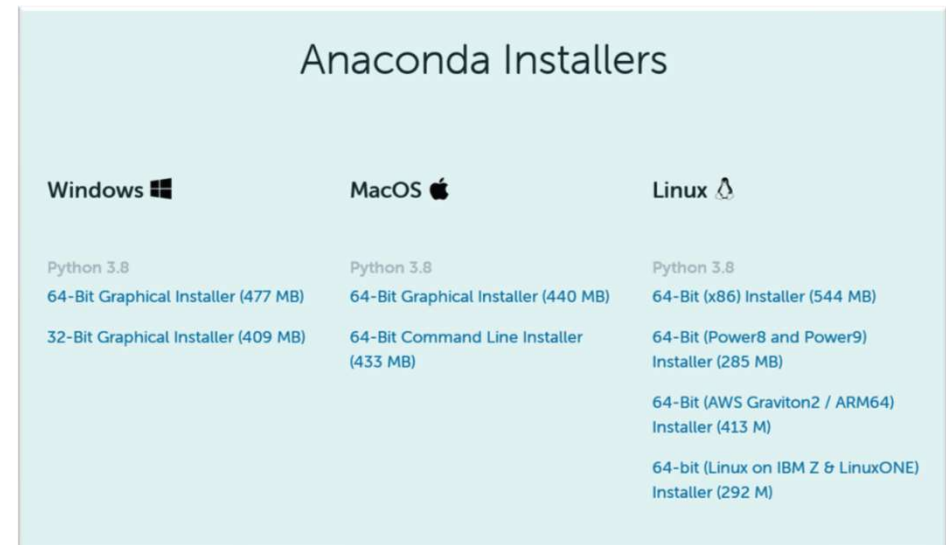 Anaconda Installers
Windows
Python 3.8
64-Bit Graphical Installer (477 MB)
32-Bit Graphical Installer (409 MB)
MacOS
Python 3.8
64-Bit Graphical Installer (440 MB)
64-Bit Command Line Installer
(433 MB)
Linux
Python 3.8
64-Bit (x86) Installer (544 MB)
64-Bit (Power8 and Power9)
Installer (285 MB)
64-Bit (AWS Graviton2 / ARM64)
Installer (413 M)
64-bit (Linux on IBM Z & LinuxONE)
Installer (292 M)